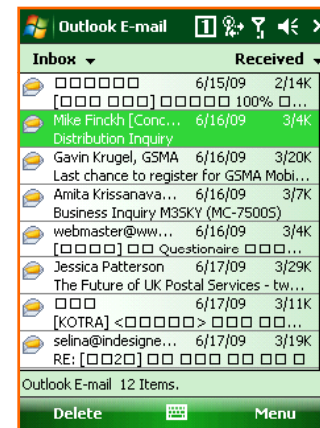 Outlook E-mail
Inbox Received
□□□□□□ 6/15/09 2/14K
[□□□ □□□] □□□□□ 100% □...
Mike Finckh [Conc... 6/16/09 3/4K
Distribution Inquiry
Gavin Krugel, GSMA 6/16/09 3/20K
Last chance to register for GSMA Mobi...
Amita Krissanava... 6/16/09 3/7K
Business Inquiry M3SKY (MC-7500S)
webmaster@ww... 6/16/09 3/4K
[□□□□] □□ Questionaire □□□...
Jessica Patterson 6/17/09 3/29K
The Future of UK Postal Services - tw...
□□□ 6/17/09 3/11K
[KOTRA] <□□□□□> □□□ □□...
selina@indesigne... 6/17/09 3/19K
RE: [□□2□] □□ □□□ □□ □□ □
Outlook E-mail 12 Items.
Delete Menu